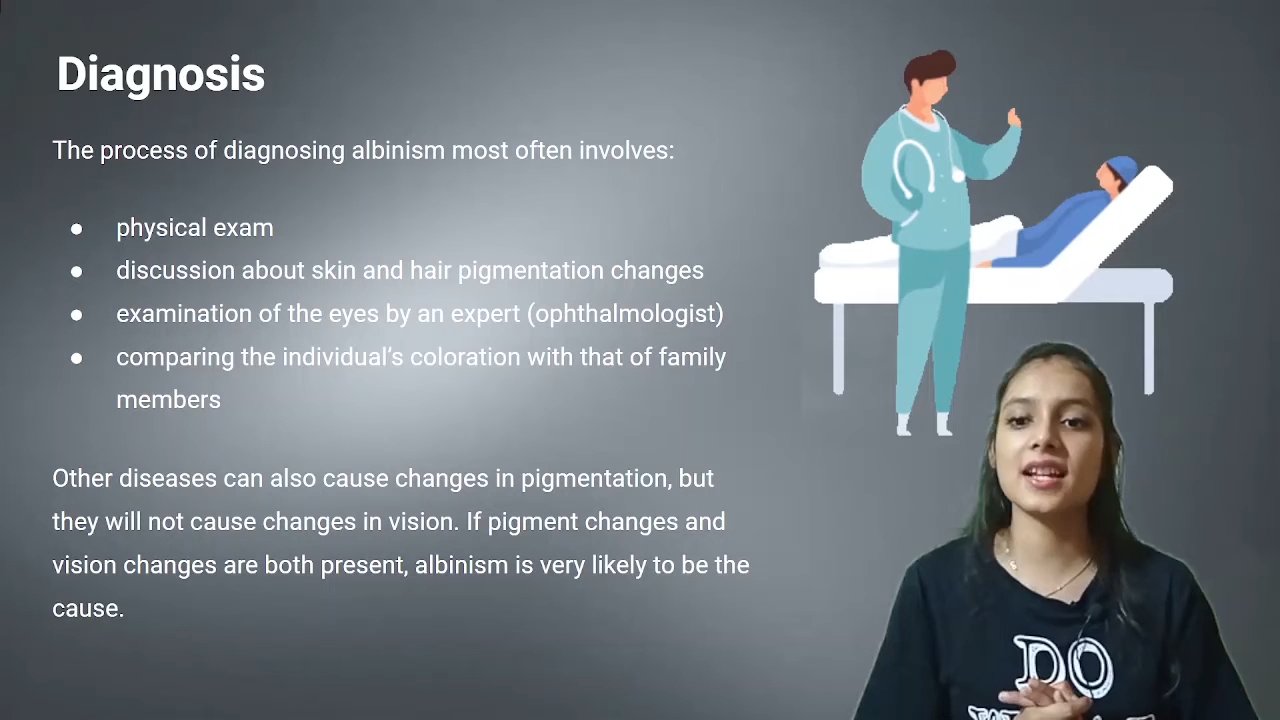 Diagnosis
The process of diagnosing albinism most often involves:
● physical exam
● discussion about skin and hair pigmentation changes
● examination of the eyes by an expert (ophthalmologist)
● comparing the individual’s coloration with that of family
members
Other diseases can also cause changes in pigmentation, but
they will not cause changes in vision. If pigment changes and
vision changes are both present, albinism is very likely to be the
cause.
DO